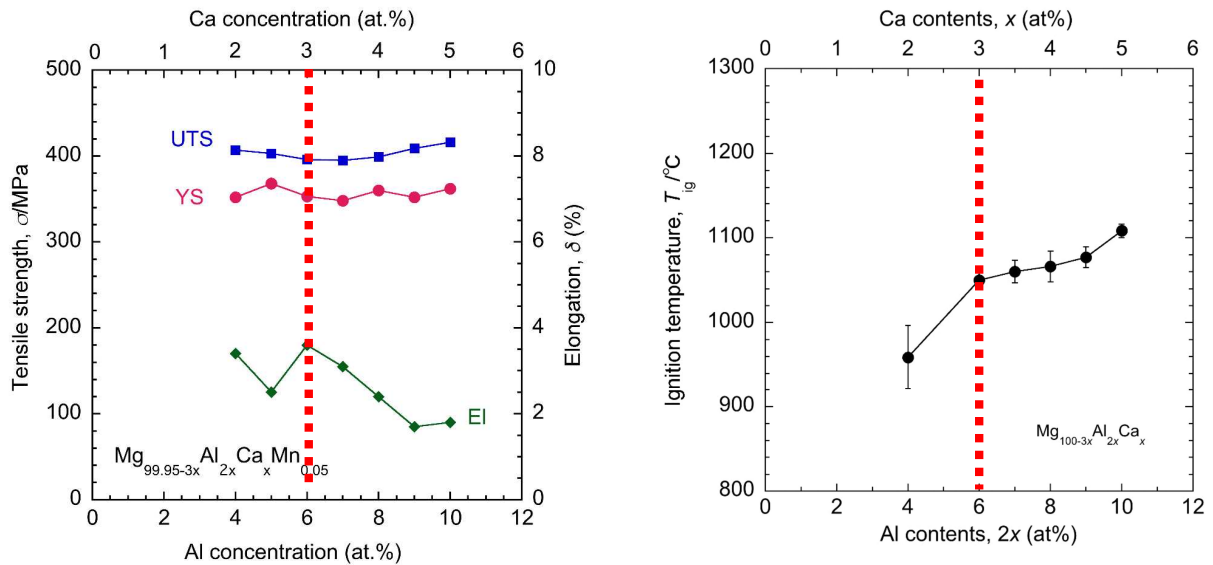 Ca concentration (at.%)
0 1 2 3 4 5 6
500 10
400 8
300 6
200 4
100 2
0 0
Tensile strength, σ/MPa
Elongation, δ (%)
UTS
YS
El
Mg99.95-3xAl2xCaxMn0.05
0 2 4 6 8 10 12
Al concentration (at.%)
Ca contents, x (at%)
0 1 2 3 4 5 6
1300
1200
1100
1000
900
800
Ignition temperature, Tig/°C
Mg100-3xAl2xCax
0 2 4 6 8 10 12
Al contents, 2x (at%)